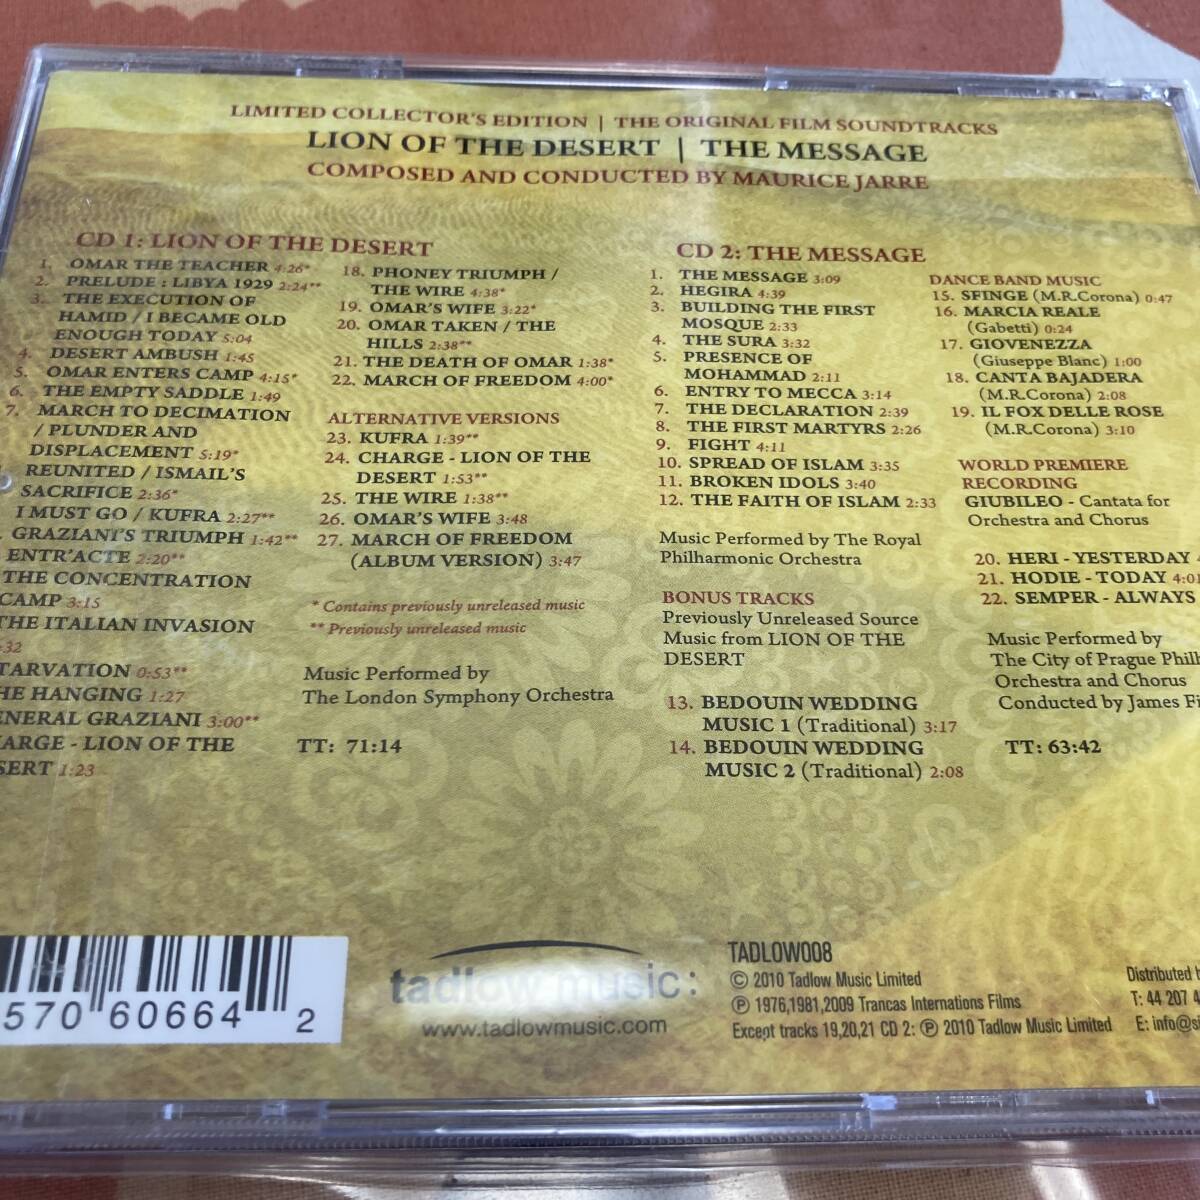 LIMITED COLLECTOR'S EDITION | THE ORIGINAL FILM SOUNDTRACKS
LION OF THE DESERT | THE MESSAGE
COMPOSED AND CONDUCTED BY MAURICE JARRE
CD 1: LION OF THE DESERT
1. OMAR THE TEACHER 4:26*
2. PRELUDE : LIBYA 1929 2:24**
3. THE EXECUTION OF
HAMID / I BECAME OLD
ENOUGH TODAY 5:04
4. DESERT AMBUSH 1:45
5. OMAR ENTERS CAMP 4:15*
6. THE EMPTY SADDLE 1:49
7. MARCH TO DECIMATION
/ PLUNDER AND
DISPLACEMENT 5:19*
REUNITED / ISMAIL'S
SACRIFICE 2:36*
I MUST GO / KUFRA 2:27**
GRAZIANI'S TRIUMPH 1:42**
ENTR'ACTE 2:20**
THE CONCENTRATION
CAMP 3:15
THE ITALIAN INVASION
:32
TARVATION 0:53**
HE HANGING 1:27
ENERAL GRAZIANI 3:00**
ARGE - LION OF THE
SERT 1:23
18. PHONEY TRIUMPH /
THE WIRE 4:38*
19. OMAR'S WIFE 3:22*
20. OMAR TAKEN / THE
HILLS 2:38**
21. THE DEATH OF OMAR 1:38*
22. MARCH OF FREEDOM 4:00*
ALTERNATIVE VERSIONS
23. KUFRA 1:39**
24. CHARGE - LION OF THE
DESERT 1:53**
25. THE WIRE 1:38**
26. OMAR'S WIFE 3:48
27. MARCH OF FREEDOM
(ALBUM VERSION) 3:47
* Contains previously unreleased music
** Previously unreleased music
Music Performed by
The London Symphony Orchestra
TT: 71:14
CD 2: THE MESSAGE
1. THE MESSAGE 3:09
2. HEGIRA 4:39
3. BUILDING THE FIRST
MOSQUE 2:33
4. THE SURA 3:32
5. PRESENCE OF
MOHAMMAD 2:11
6. ENTRY TO MECCA 3:14
7. THE DECLARATION 2:39
8. THE FIRST MARTYRS 2:26
9. FIGHT 4:11
10. SPREAD OF ISLAM 3:35
11. BROKEN IDOLS 3:40
12. THE FAITH OF ISLAM 2:33
Music Performed by The Royal
Philharmonic Orchestra
BONUS TRACKS
Previously Unreleased Source
Music from LION OF THE
DESERT
13. BEDOUIN WEDDING
MUSIC 1 (Traditional) 3:17
14. BEDOUIN WEDDING
MUSIC 2 (Traditional) 2:08
DANCE BAND MUSIC
15. SFINGE (M.R.Corona) 0:47
16. MARCIA REALE
(Gabetti) 0:24
17. GIOVENEZZA
(Giuseppe Blanc) 1:00
18. CANTA BAJADERA
(M.R.Corona) 2:08
19. IL FOX DELLE ROSE
(M.R.Corona) 3:10
WORLD PREMIERE
RECORDING
GIUBILEO - Cantata for
Orchestra and Chorus
20. HERI - YESTERDAY
21. HODIE - TODAY 4:01
22. SEMPER - ALWAYS
Music Performed by
The City of Prague Phil
Orchestra and Chorus
Conducted by James Fi
TT: 63:42
570 60664 2
tadlow music:
www.tadlowmusic.com
TADLOW008
© 2010 Tadlow Music Limited
℗ 1976,1981,2009 Trancas Internations Films
Except tracks 19,20,21 CD 2: ℗ 2010 Tadlow Music Limited
Distributed
T: 44 207 4
E: info@si